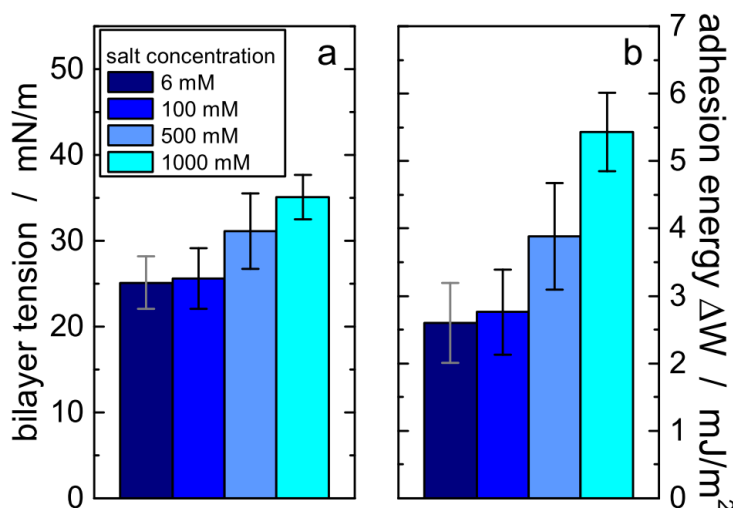 bilayer tension / mN/m
50
40
30
20
10
0
a
salt concentration
6 mM
100 mM
500 mM
1000 mM
b
7
6
5
4
3
2
1
0
adhesion energy ΔW / mJ/m²